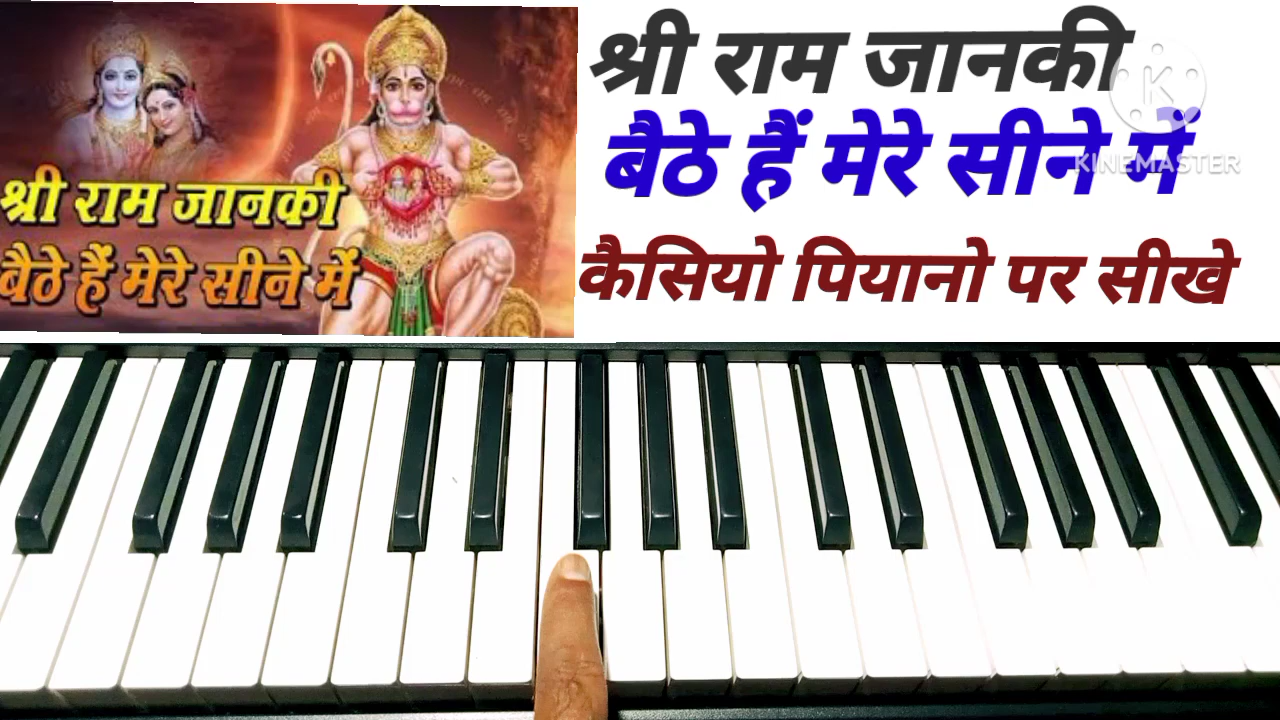 श्री राम जानकी
बैठे हैं मेरे सीने में
श्री राम जानकी
बैठे हैं मेरे सीने में
कैसियो पियानो पर सीखे
K
KINEMASTER